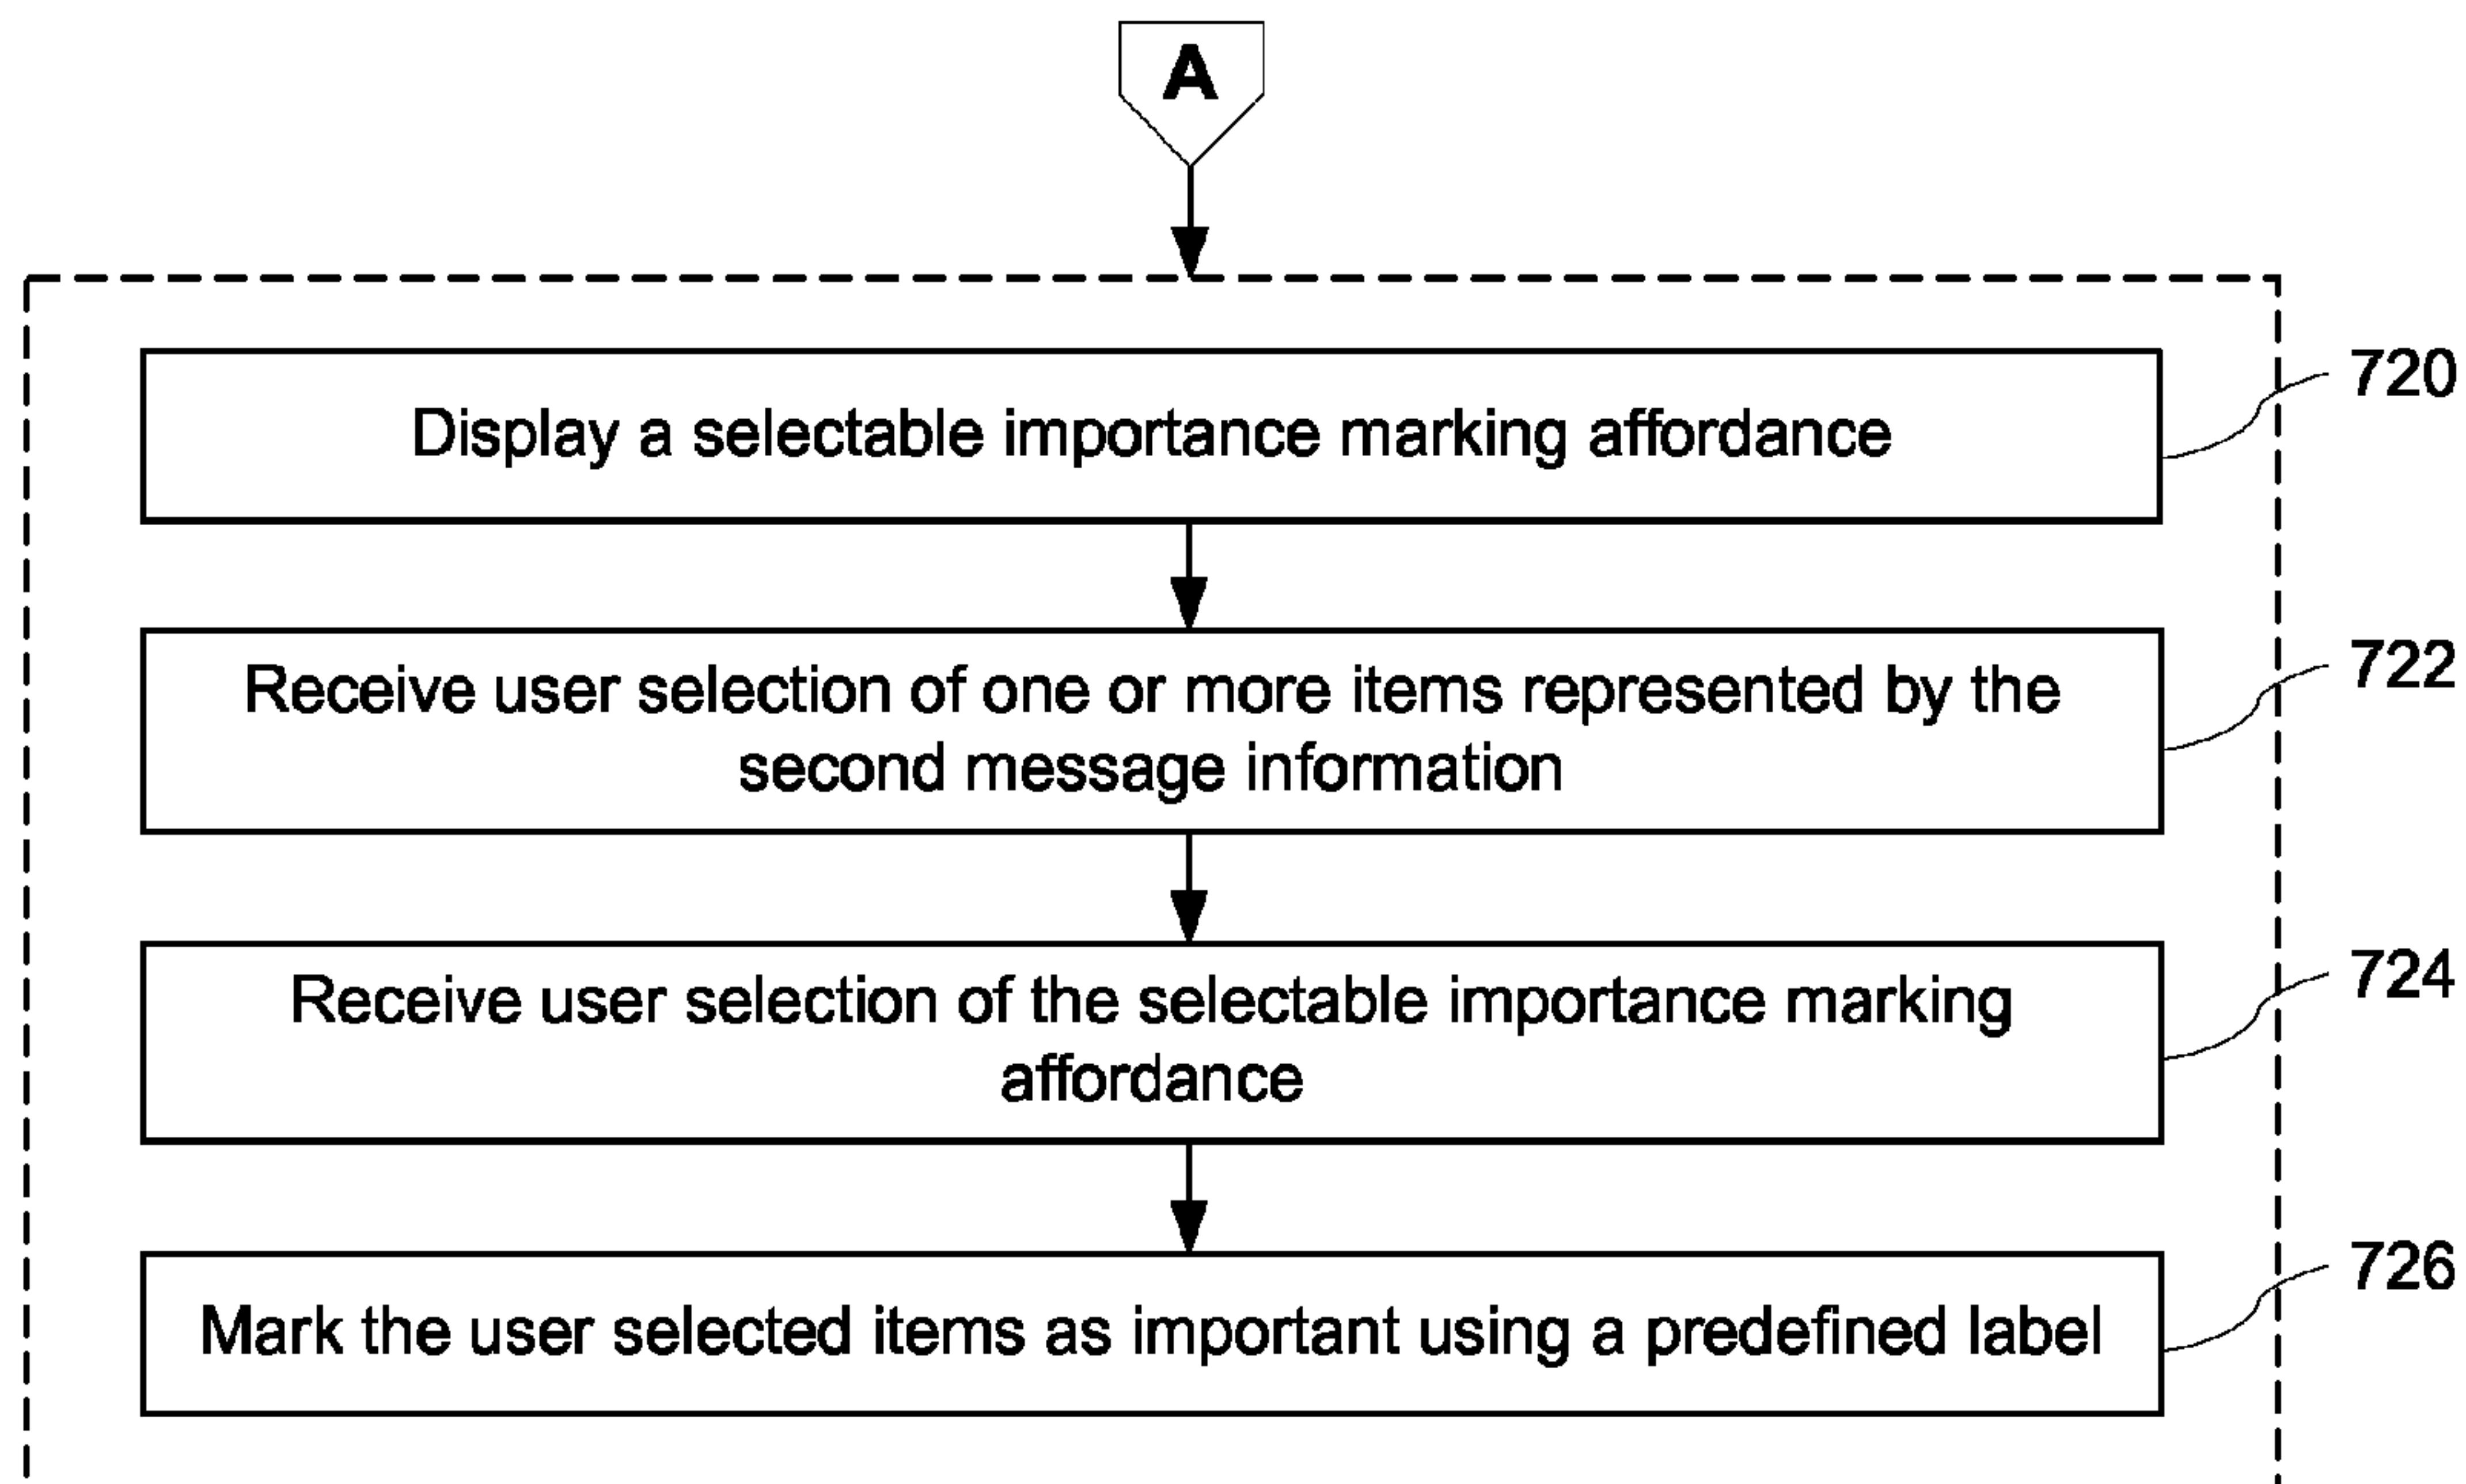 A
Display a selectable importance marking affordance
720
Receive user selection of one or more items represented by the
second message information
722
Receive user selection of the selectable importance marking
affordance
724
Mark the user selected items as important using a predefined label
726